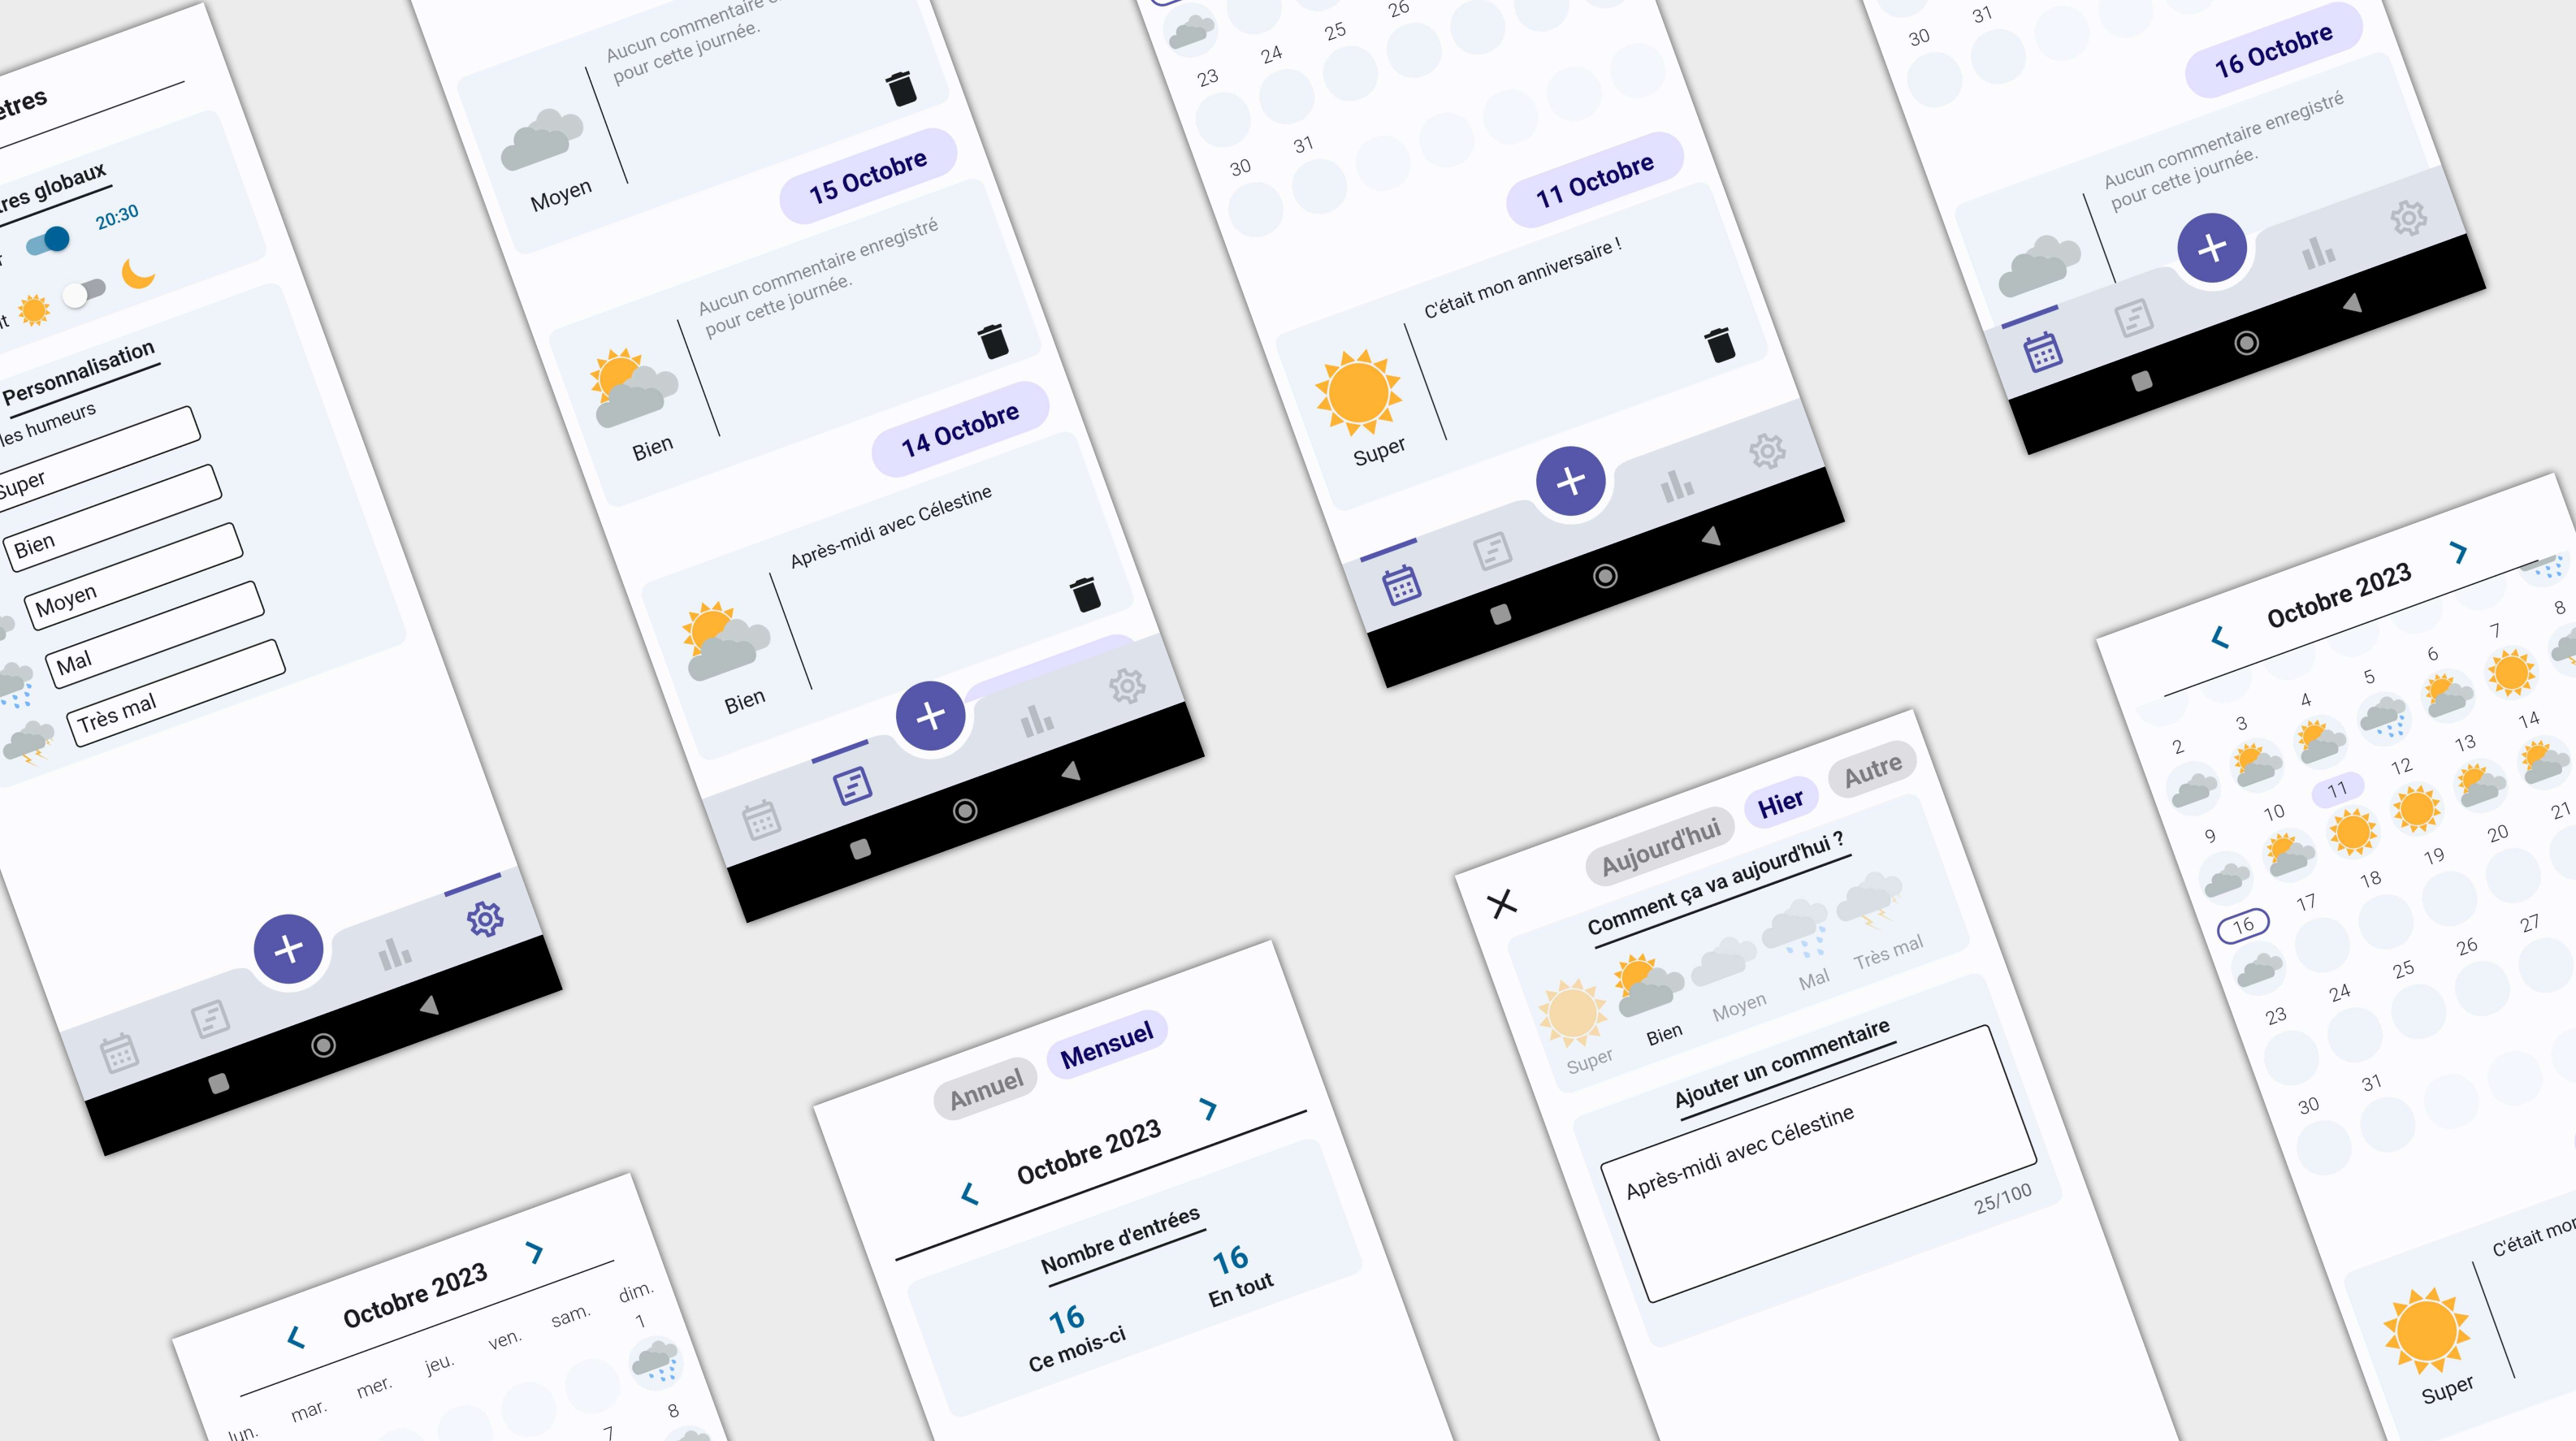 ètres
tres globaux
20:30
Personnalisation
les humeurs
Super
Bien
Moyen
Mal
Très mal
Aucun commentaire
pour cette journée.
Moyen
15 Octobre
Aucun commentaire enregistré
pour cette journée.
Bien
14 Octobre
Après-midi avec Célestine
Bien
23 24 25 26
30 31
11 Octobre
C'était mon anniversaire !
Super
30 31
16 Octobre
Aucun commentaire enregistré
pour cette journée.
Octobre 2023
lun. mar. mer. jeu. ven. sam. dim.
1
7 8
Annuel Mensuel
Octobre 2023
Nombre d'entrées
16 16
Ce mois-ci En tout
Aujourd'hui Hier Autre
Comment ça va aujourd'hui ?
Super Bien Moyen Mal Très mal
Ajouter un commentaire
Après-midi avec Célestine
25/100
Octobre 2023
2 3 4 5 6 7 8
9 10 11 12 13 14
16 17 18 19 20 21
23 24 25 26 27
30 31
C'était mon
Super